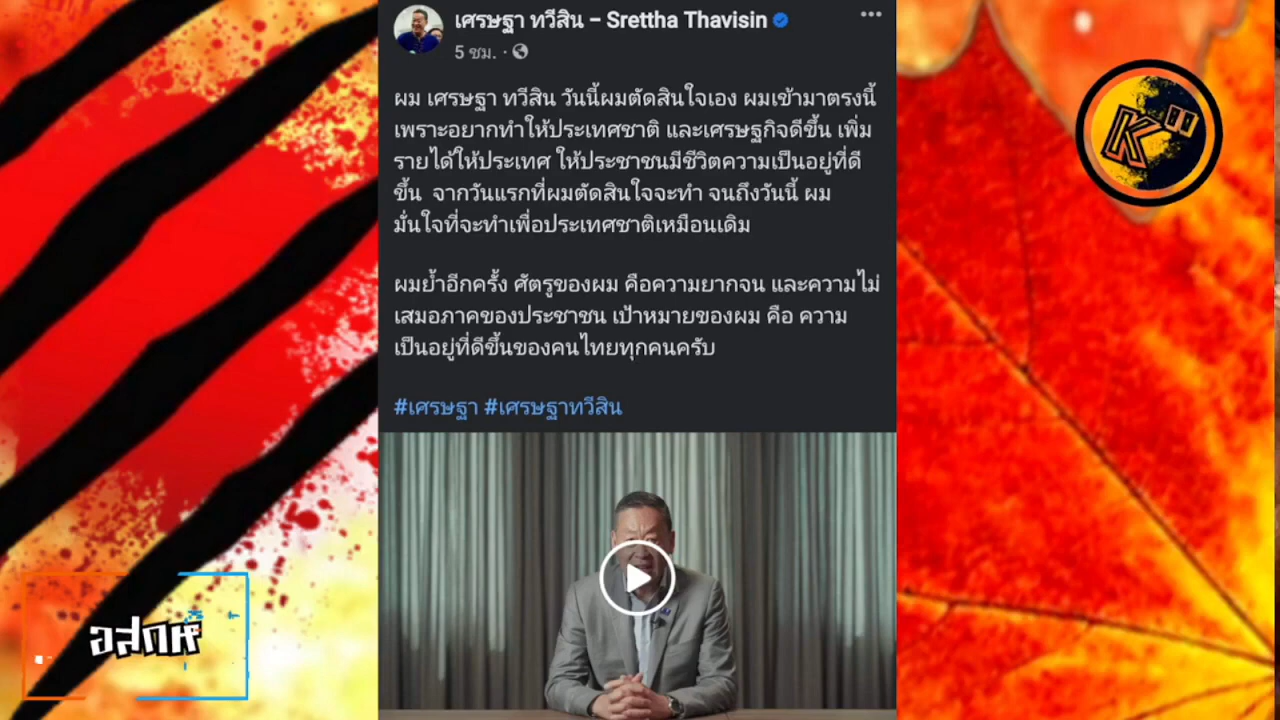 เศรษฐา ทวีสิน - Srettha Thavisin
5 ชม. ·
ผม เศรษฐา ทวีสิน วันนี้ผมตัดสินใจเอง ผมเข้ามาตรงนี้
เพราะอยากทำให้ประเทศชาติ และเศรษฐกิจดีขึ้น เพิ่ม
รายได้ให้ประเทศ ให้ประชาชนมีชีวิตความเป็นอยู่ที่ดี
ขึ้น จากวันแรกที่ผมตัดสินใจจะทำ จนถึงวันนี้ ผม
มั่นใจที่จะทำเพื่อประเทศชาติเหมือนเดิม
ผมย้ำอีกครั้ง ศัตรูของผม คือความยากจน และความไม่
เสมอภาคของประชาชน เป้าหมายของผม คือ ความ
เป็นอยู่ที่ดีขึ้นของคนไทยทุกคนครับ
#เศรษฐา #เศรษฐาทวีสิน
K"